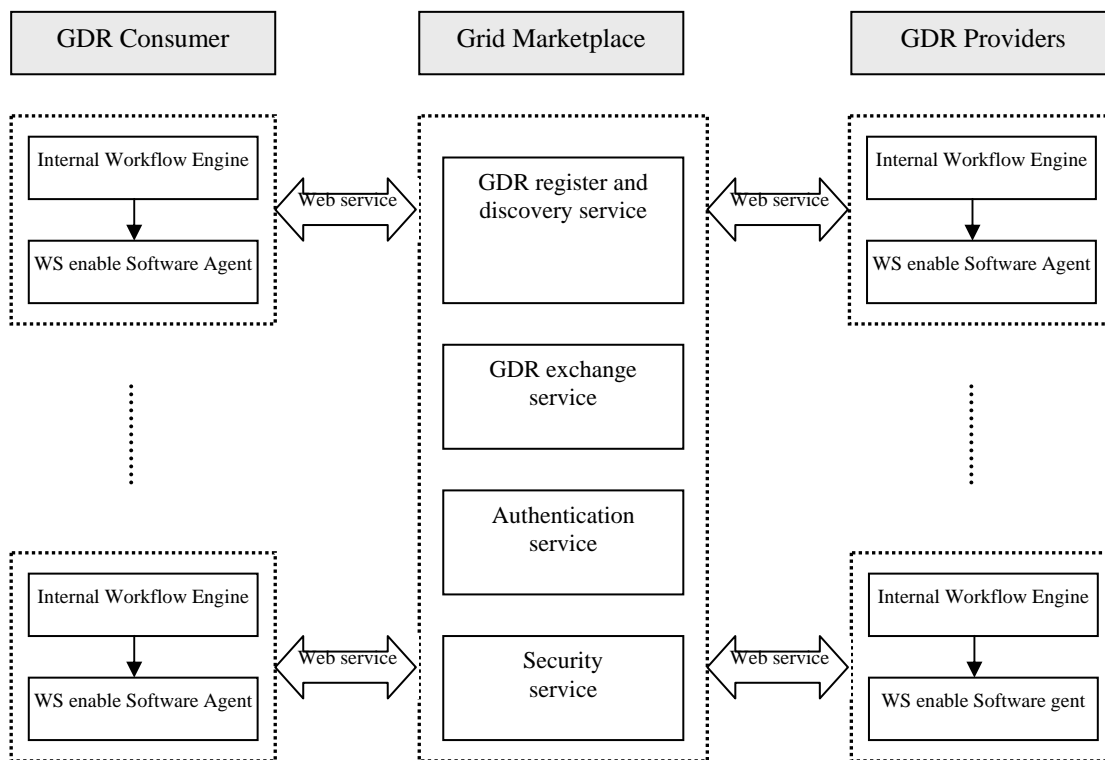 GDR Consumer
Grid Marketplace
GDR Providers
Internal Workflow Engine
WS enable Software Agent
Web service
GDR register and
discovery service
Web service
Internal Workflow Engine
WS enable Software Agent
GDR exchange
service
Authentication
service
Internal Workflow Engine
WS enable Software Agent
Web service
Security
service
Web service
Internal Workflow Engine
WS enable Software gent